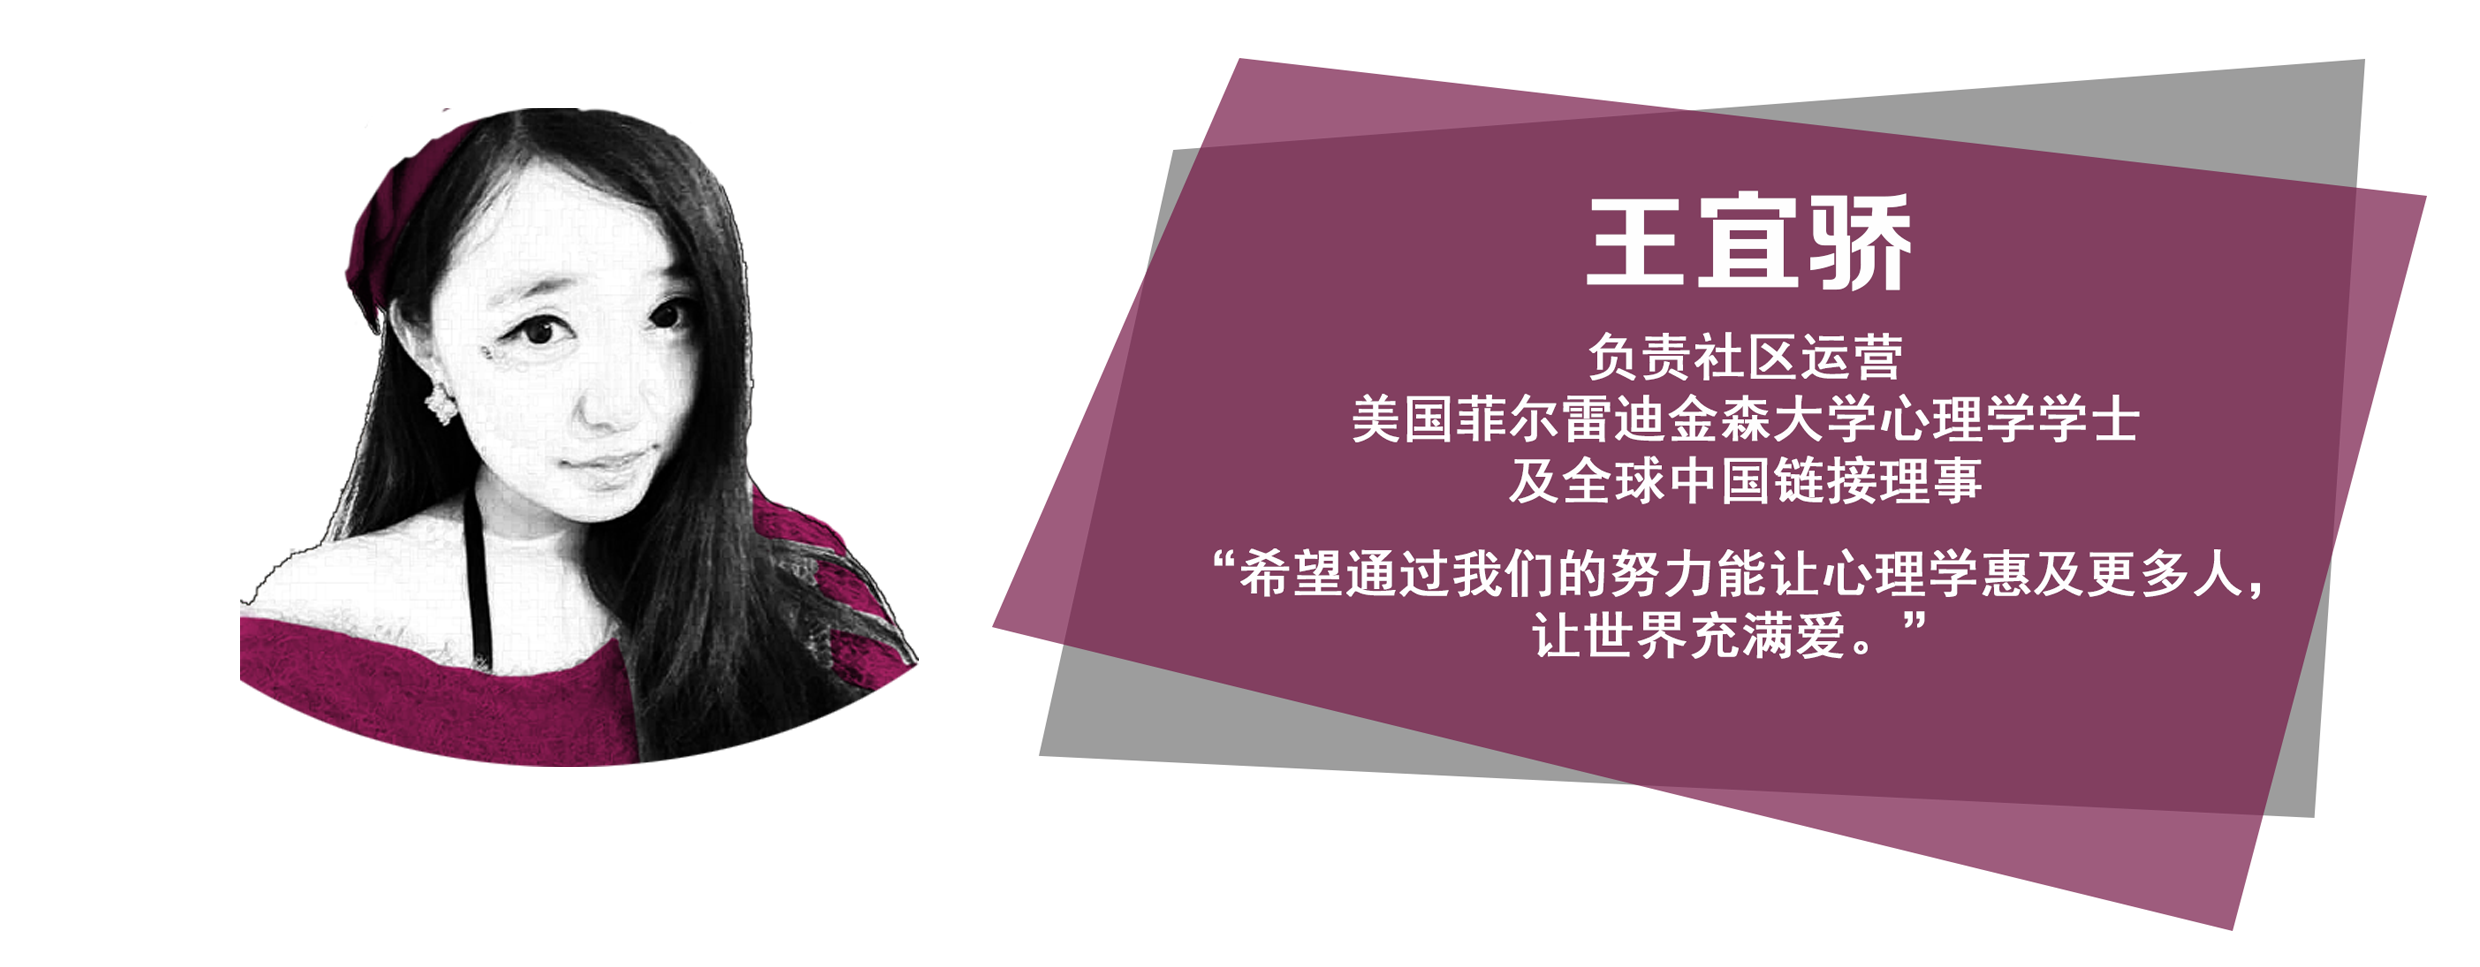 王宜骄
负责社区运营
美国菲尔雷迪金森大学心理学学士
及全球中国链接理事
“希望通过我们的努力能让心理学惠及更多人，
让世界充满爱。”